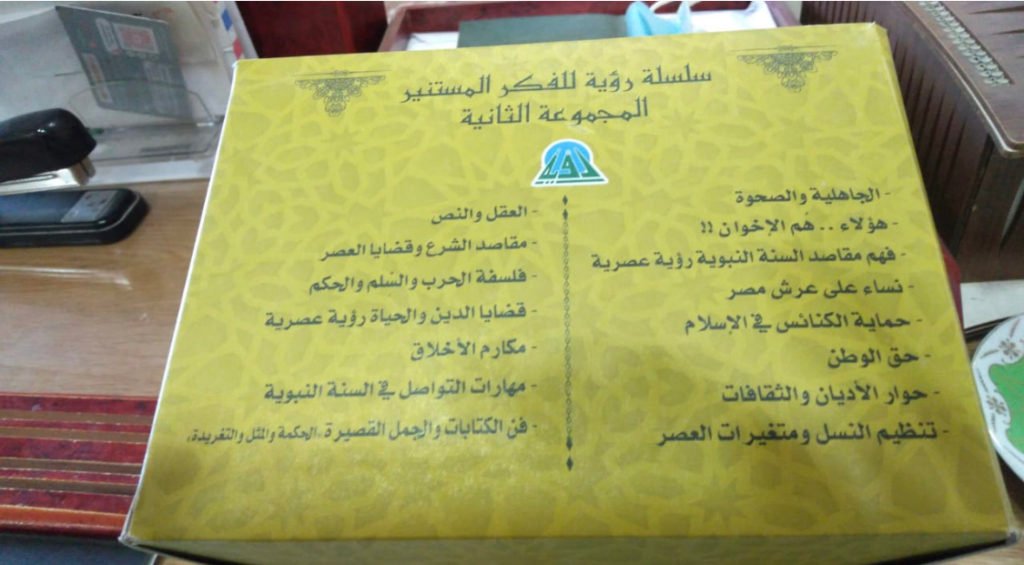 سلسلة رؤية للفكر المستنير
المجموعة الثانية
رؤية
- الجاهلية والصحوة
- هؤلاء .. هُم الإخوان !!
- فهم مقاصد السنة النبوية رؤية عصرية
- نساء على عرش مصر
- حماية الكنائس في الإسلام
- حق الوطن
- حوار الأديان والثقافات
- تنظيم النسل ومتغيرات العصر
- العقل والنص
- مقاصد الشرع وقضايا العصر
- فلسفة الحرب والسّلم والحكم
- قضايا الدين والحياة رؤية عصرية
- مكارم الأخلاق
- مهارات التواصل في السنة النبوية
- فن الكتابات والجمل القصيرة «الحكمة والمثل والتغريدة»